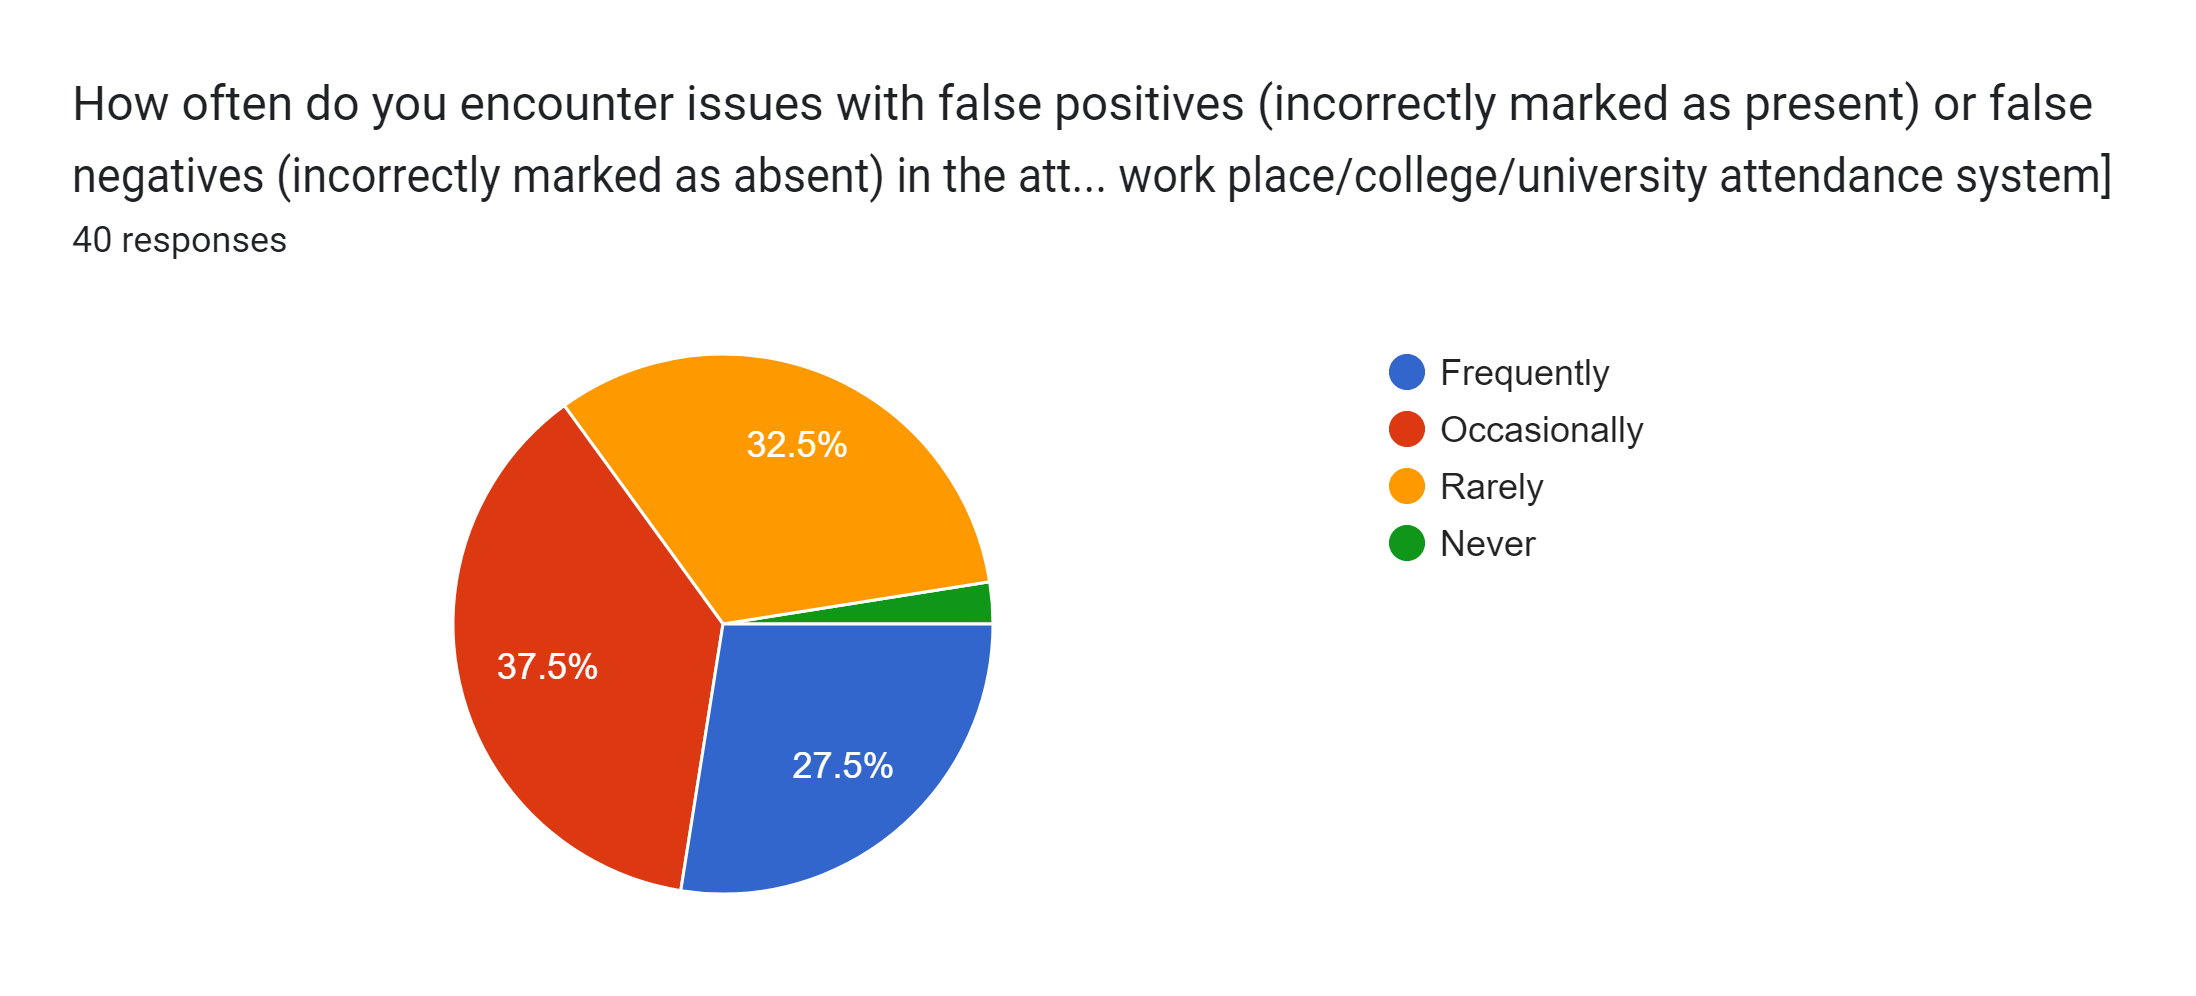 How often do you encounter issues with false positives (incorrectly marked as present) or false
negatives (incorrectly marked as absent) in the att... work place/college/university attendance system]
40 responses
32.5%
37.5%
27.5%
Frequently
Occasionally
Rarely
Never